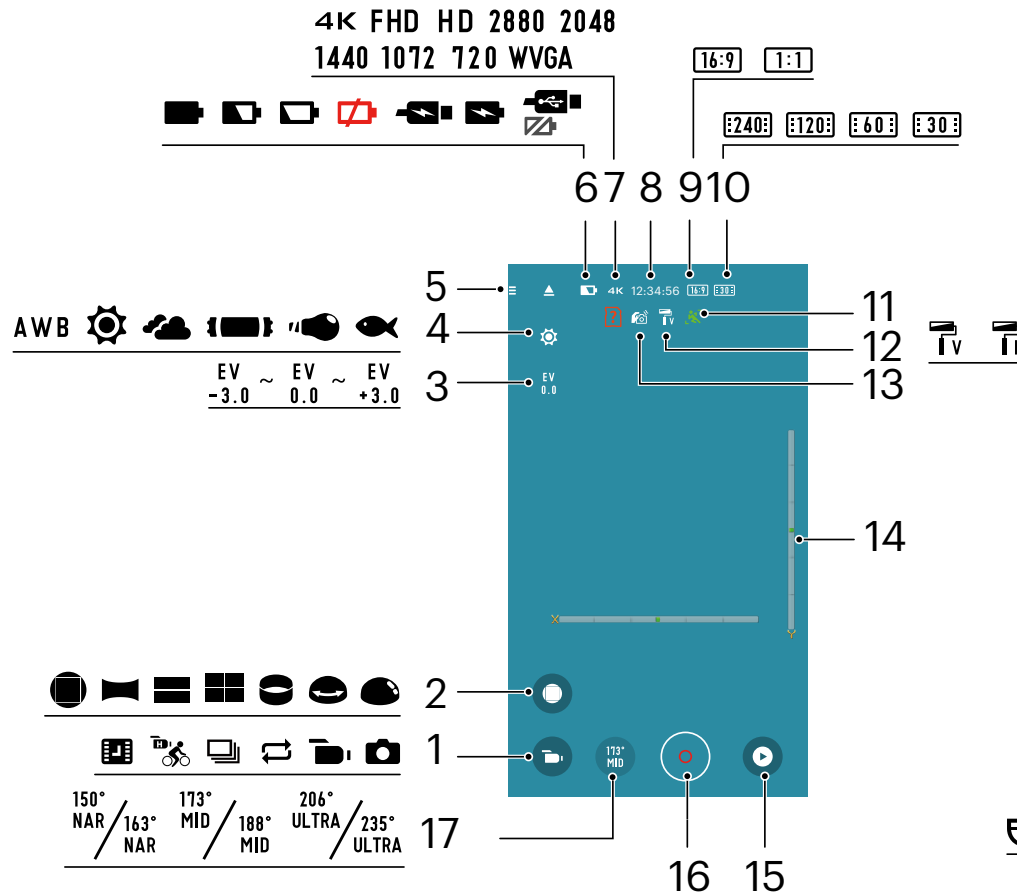 4K FHD HD 2880 2048
1440 1072 720 WVGA
16:9 1:1
240 120 60 30
6 7 8 9 10
5
4K 12:34:56 16:9 30
11
4
?
V
AWB
12
V
EV -3.0 ~ EV 0.0 ~ EV +3.0
3
EV 0.0
13
14
X
Y
2
1
H
173° MID
150° NAR / 163° NAR
173° MID / 188° MID
206° ULTRA / 235° ULTRA
17
16 15